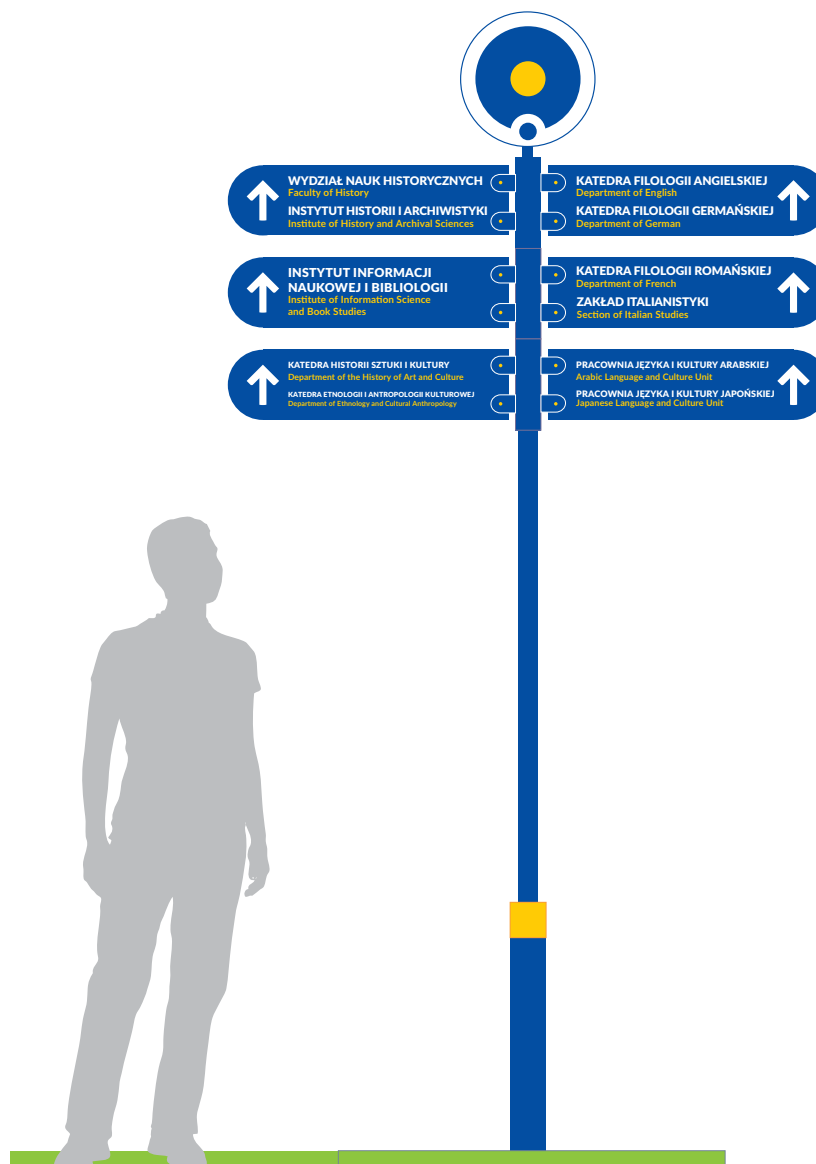 WYDZIAŁ NAUK HISTORYCZNYCH
Faculty of History
INSTYTUT HISTORII I ARCHIWISTYKI
Institute of History and Archival Sciences
INSTYTUT INFORMACJI
NAUKOWEJ I BIBLIOLOGII
Institute of Information Science
and Book Studies
KATEDRA HISTORII SZTUKI I KULTURY
Department of the History of Art and Culture
KATEDRA ETNOLOGII I ANTROPOLOGII KULTUROWEJ
Department of Ethnology and Cultural Anthropology
KATEDRA FILOLOGII ANGIELSKIEJ
Department of English
KATEDRA FILOLOGII GERMAŃSKIEJ
Department of German
KATEDRA FILOLOGII ROMAŃSKIEJ
Department of French
ZAKŁAD ITALIANISTYKI
Section of Italian Studies
PRACOWNIA JĘZYKA I KULTURY ARABSKIEJ
Arabic Language and Culture Unit
PRACOWNIA JĘZYKA I KULTURY JAPOŃSKIEJ
Japanese Language and Culture Unit